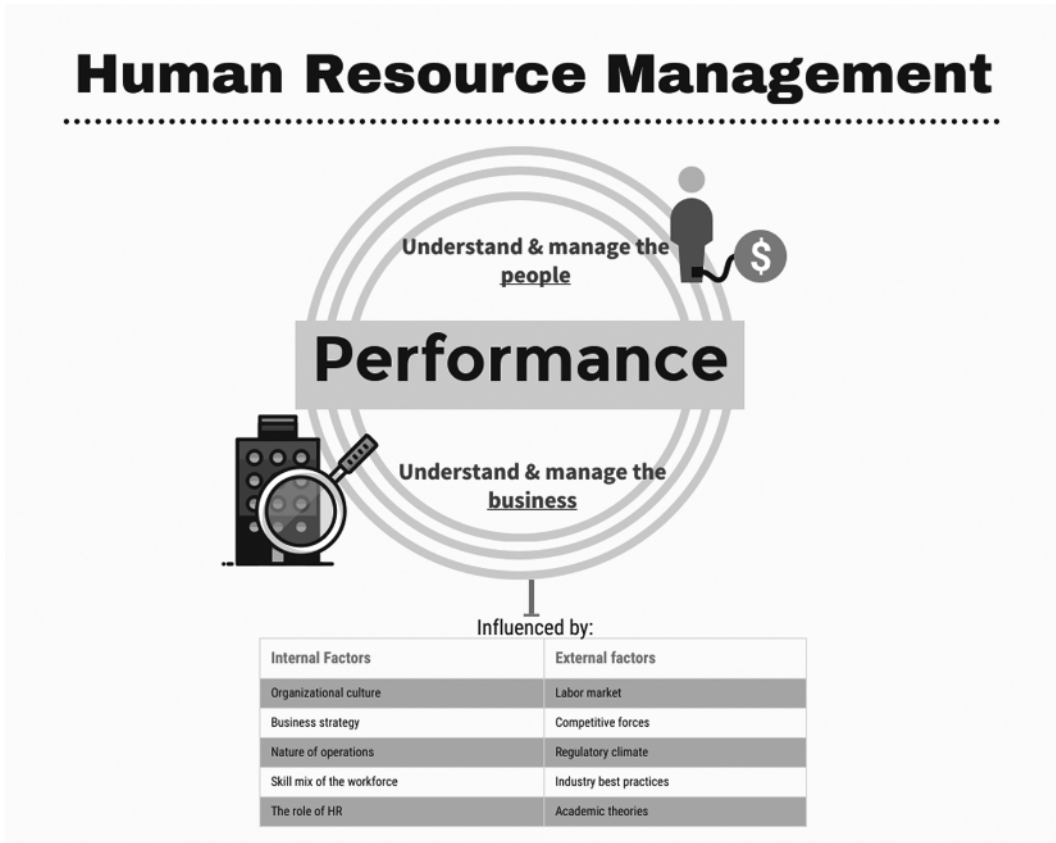 Human Resource Management
Understand & manage the
people
$
Performance
Understand & manage the
business
Influenced by:
Internal Factors External factors
Organizational culture Labor market
Business strategy Competitive forces
Nature of operations Regulatory climate
Skill mix of the workforce Industry best practices
The role of HR Academic theories